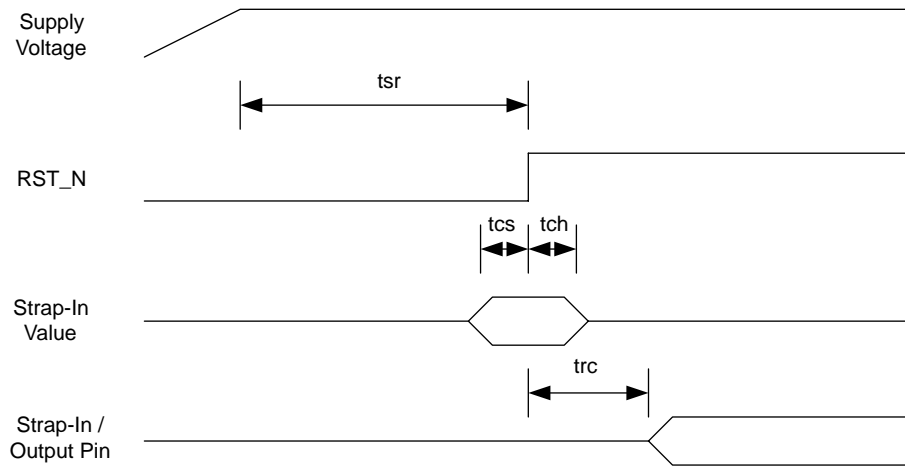 Supply
Voltage
tsr
RST_N
tcs
tch
Strap-In
Value
trc
Strap-In /
Output Pin